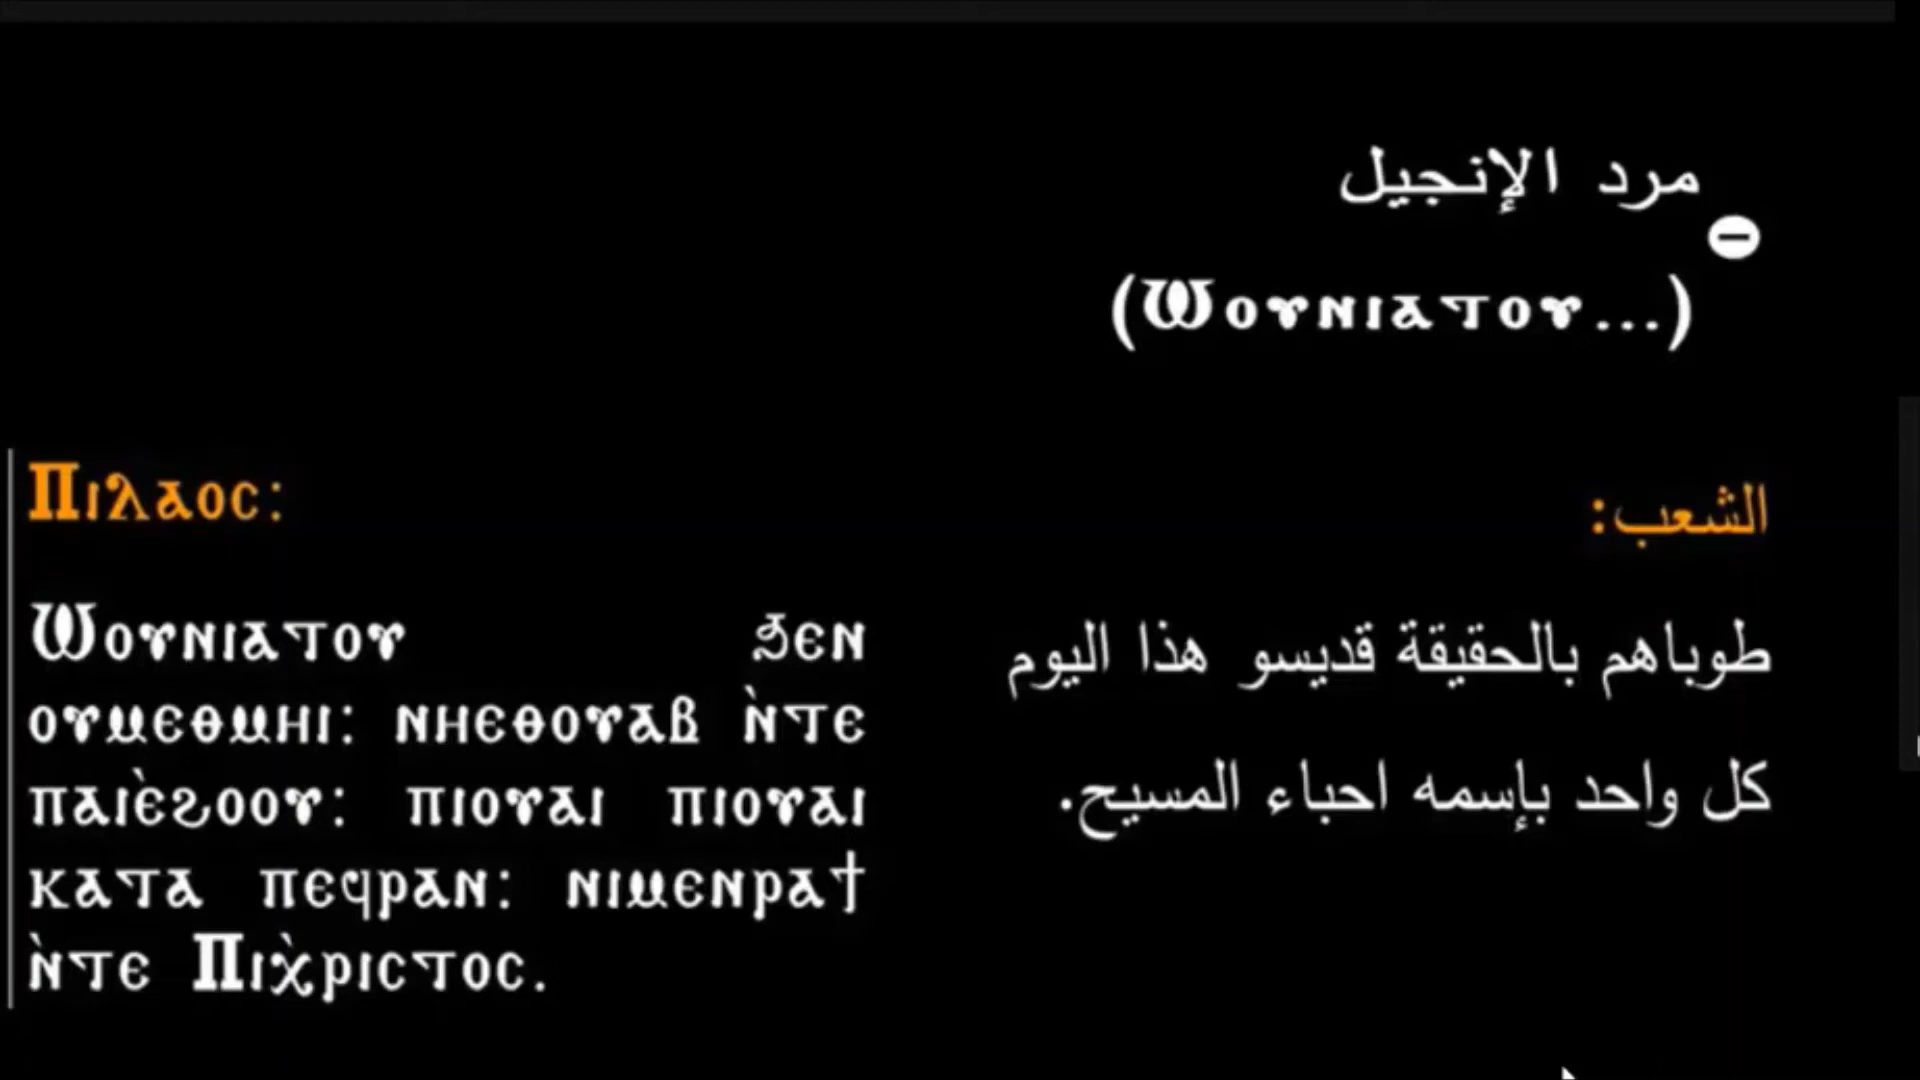 مرد الإنجيل
(Ⲱⲟⲩⲛⲓⲁⲧⲟⲩ...)
Ⲡⲓⲗⲁⲟⲥ:
Ⲱⲟⲩⲛⲓⲁⲧⲟⲩ ϧⲉⲛ
ⲟⲩⲙⲉⲑⲙⲏⲓ: ⲛⲏⲉⲑⲟⲩⲁⲃ ⲛ̀ⲧⲉ
ⲡⲁⲓⲉ̀ϩⲟⲟⲩ: ⲡⲓⲟⲩⲁⲓ ⲡⲓⲟⲩⲁⲓ
ⲕⲁⲧⲁ ⲡⲉϥⲣⲁⲛ: ⲛⲓⲙⲉⲛⲣⲁϯ
ⲛ̀ⲧⲉ Ⲡⲓⲭ̀ⲣⲓⲥⲧⲟⲥ.
الشعب:
طوباهم بالحقيقة قديسو هذا اليوم
كل واحد بإسمه احباء المسيح.